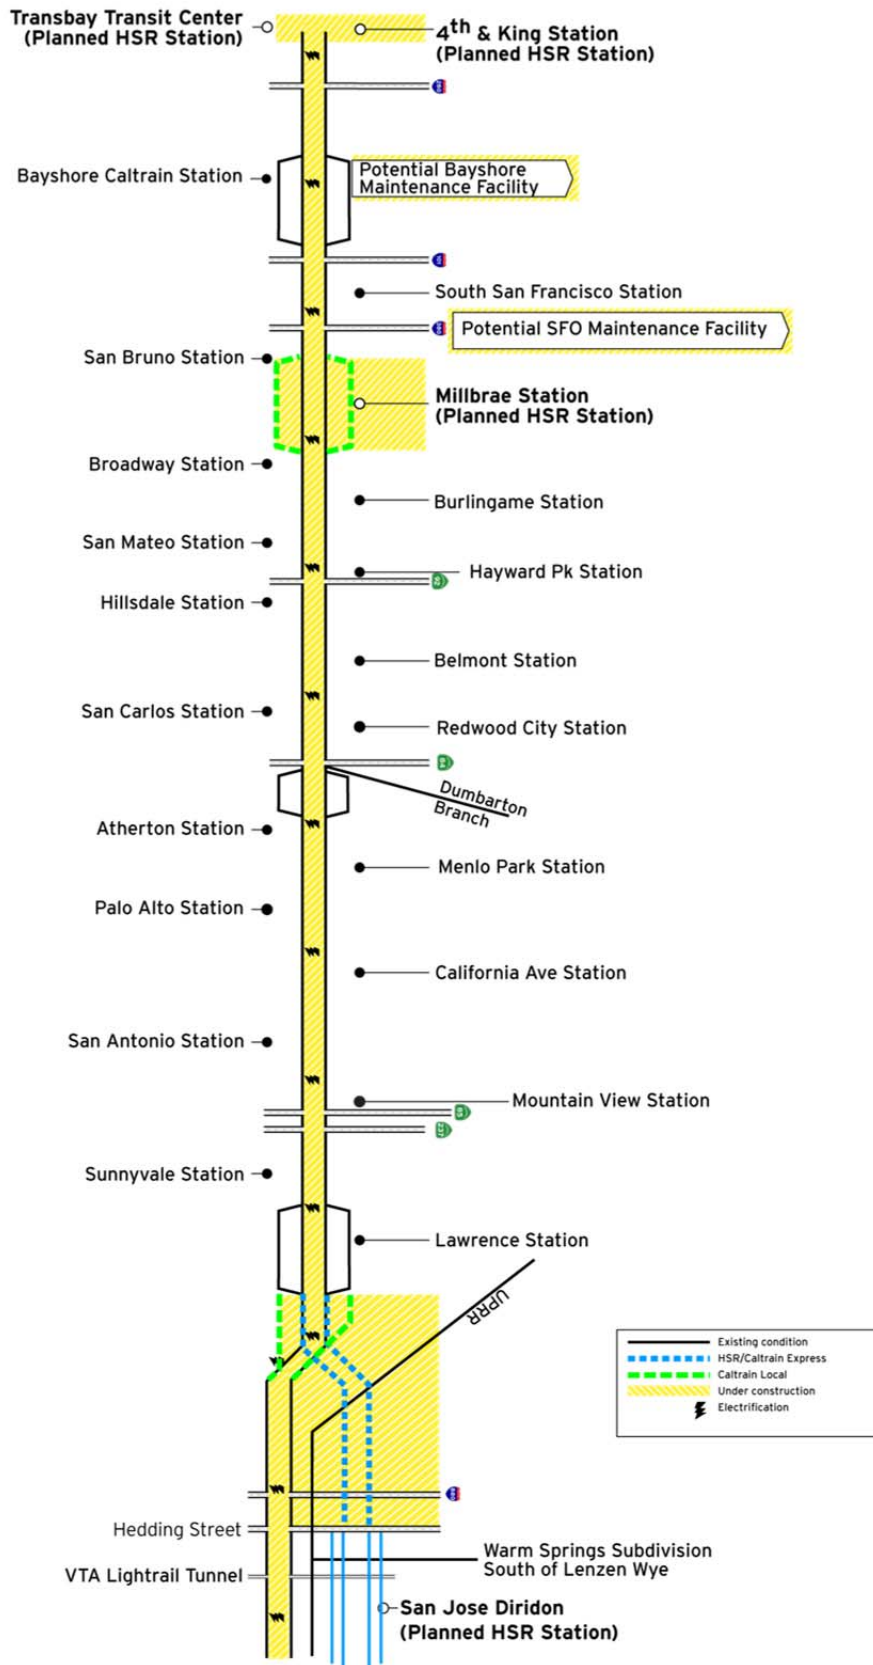 Transbay Transit Center
(Planned HSR Station)
4th & King Station
(Planned HSR Station)
Bayshore Caltrain Station
Potential Bayshore
Maintenance Facility
South San Francisco Station
Potential SFO Maintenance Facility
San Bruno Station
Millbrae Station
(Planned HSR Station)
Broadway Station
Burlingame Station
San Mateo Station
Hayward Pk Station
92
Hillsdale Station
Belmont Station
San Carlos Station
Redwood City Station
84
Dumbarton
Branch
Atherton Station
Menlo Park Station
Palo Alto Station
California Ave Station
San Antonio Station
Mountain View Station
85
237
Sunnyvale Station
Lawrence Station
UPRR
Existing condition
HSR/Caltrain Express
Caltrain Local
Under construction
Electrification
Hedding Street
Warm Springs Subdivision
South of Lenzen Wye
VTA Lightrail Tunnel
San Jose Diridon
(Planned HSR Station)